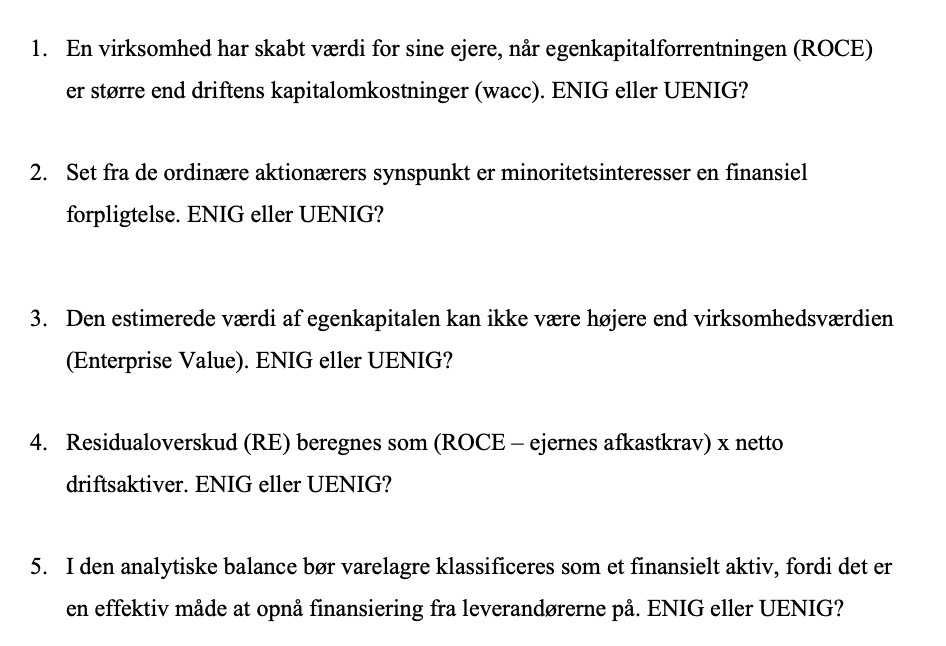 1. En virksomhed har skabt værdi for sine ejere, når egenkapitalforrentningen (ROCE)
er større end driftens kapitalomkostninger (wacc). ENIG eller UENIG?
2. Set fra de ordinære aktionærers synspunkt er minoritetsinteresser en finansiel
forpligtelse. ENIG eller UENIG?
3. Den estimerede værdi af egenkapitalen kan ikke være højere end virksomhedsværdien
(Enterprise Value). ENIG eller UENIG?
4. Residualoverskud (RE) beregnes som (ROCE – ejernes afkastkrav) x netto
driftsaktiver. ENIG eller UENIG?
5. I den analytiske balance bør varelagre klassificeres som et finansielt aktiv, fordi det er
en effektiv måde at opnå finansiering fra leverandørerne på. ENIG eller UENIG?